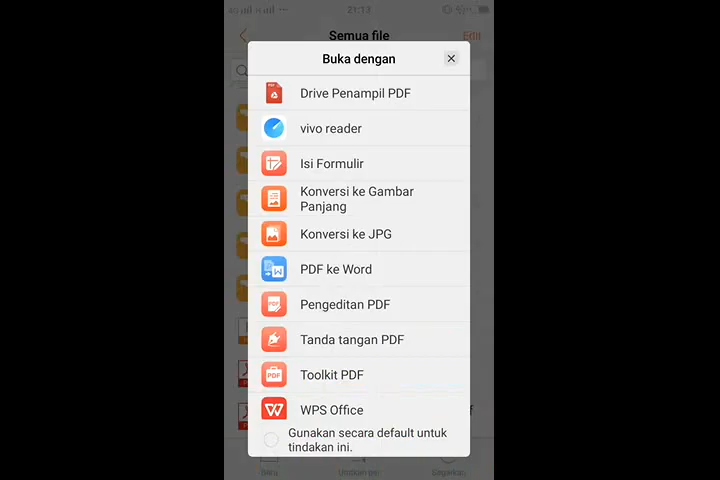 4G
21:13
Semua file
Edit
Buka dengan
Drive Penampil PDF
vivo reader
Isi Formulir
Konversi ke Gambar
Panjang
Konversi ke JPG
PDF ke Word
Pengeditan PDF
Tanda tangan PDF
Toolkit PDF
WPS Office
Gunakan secara default untuk
tindakan ini.
Baru